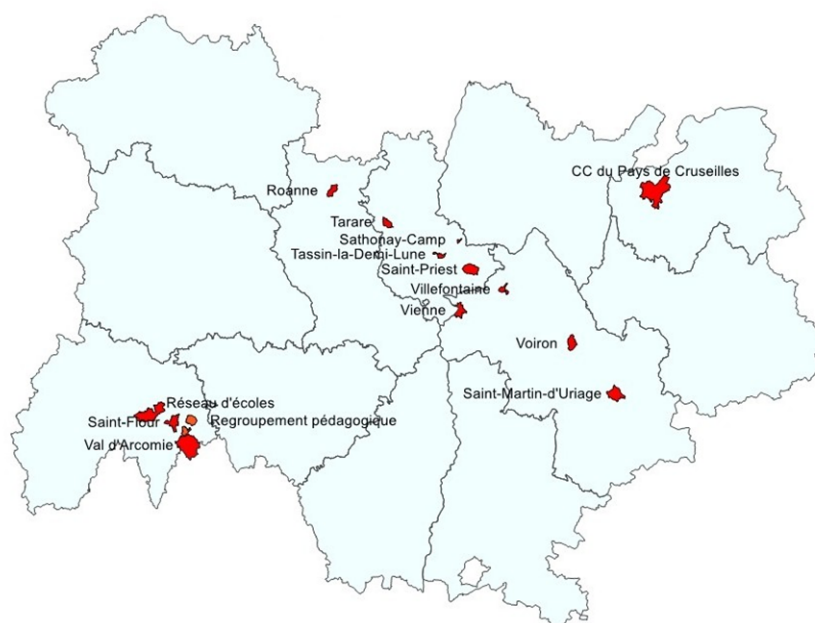 CC du Pays de Cruseilles
Roanne
Tarare
Sathonay-Camp
Tassin-la-Demi-Lune
Saint-Priest
Villefontaine
Vienne
Voiron
Saint-Martin-d'Uriage
Réseau d'écoles
Saint-Flour
Regroupement pédagogique
Val d'Arcomie